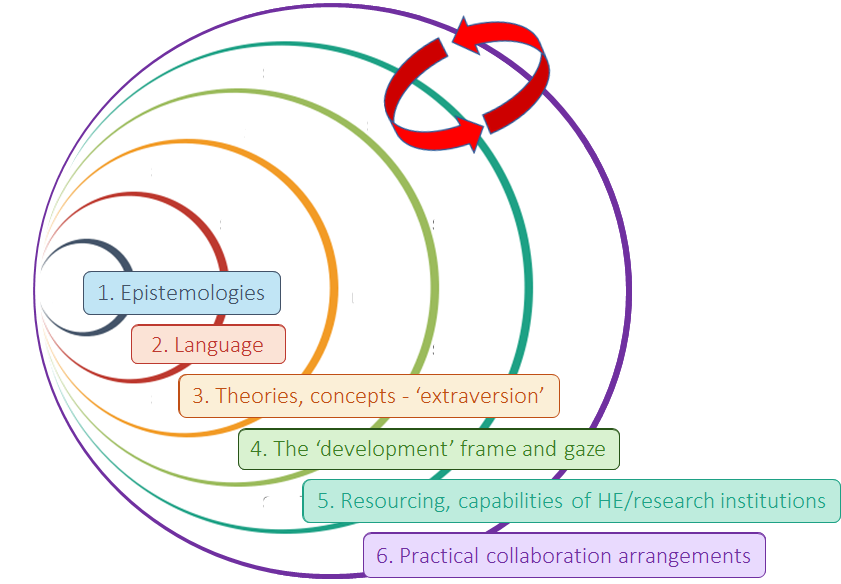 1. Epistemologies
2. Language
3. Theories, concepts - ‘extraversion’
4. The ‘development’ frame and gaze
5. Resourcing, capabilities of HE/research institutions
6. Practical collaboration arrangements